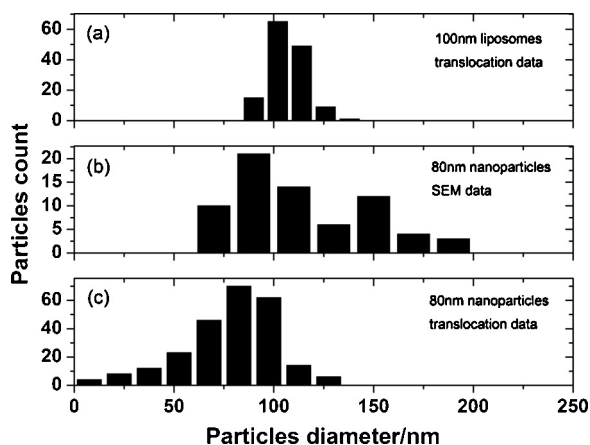 (a)
100nm liposomes
translocation data
60
40
20
0
(b)
80nm nanoparticles
SEM data
20
15
10
5
0
(c)
80nm nanoparticles
translocation data
60
40
20
0
0 50 100 150 200 250
Particles count
Particles diameter/nm